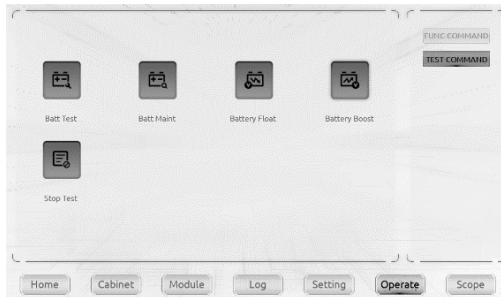 FUNC COMMAND
TEST COMMAND
Batt Test
Batt Maint
Battery Float
Battery Boost
Stop Test
Home
Cabinet
Module
Log
Setting
Operate
Scope